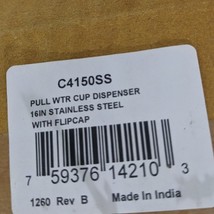 C4150SS
PULL WTR CUP DISPENSER
16IN STAINLESS STEEL
WITH FLIPCAP
7 59376 14210 3
1260 Rev B Made In India